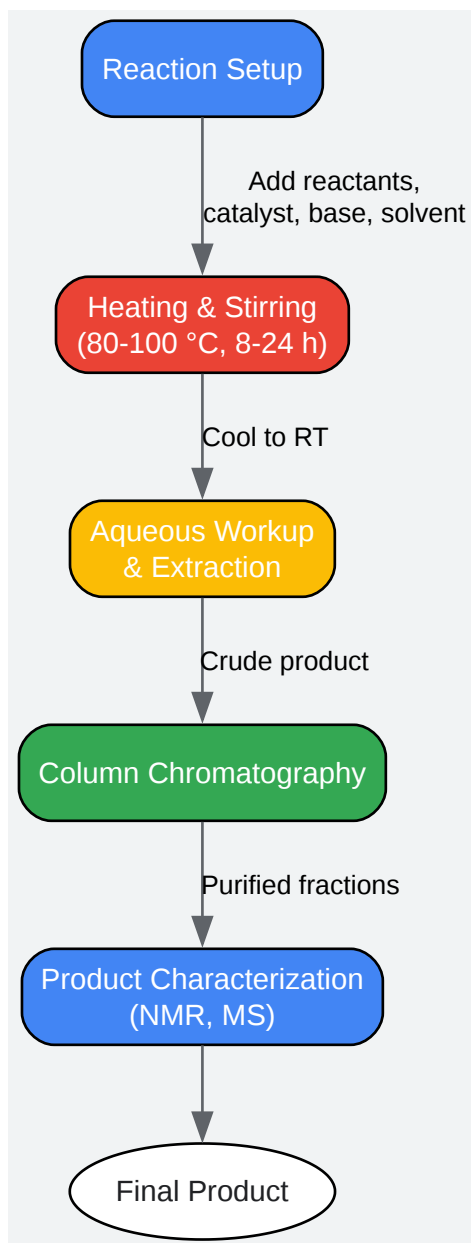 Reaction Setup
Add reactants,
catalyst, base, solvent
Heating & Stirring
(80-100 °C, 8-24 h)
Cool to RT
Aqueous Workup
& Extraction
Crude product
Column Chromatography
Purified fractions
Product Characterization
(NMR, MS)
Final Product